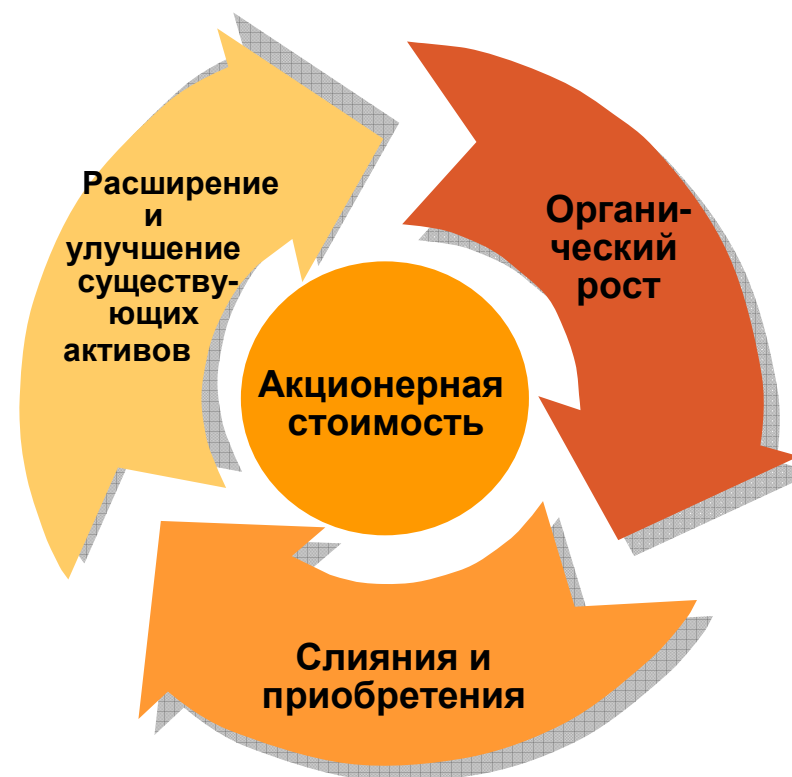 Расширение
и
улучшение
существу-
ющих
активов
Органи-
ческий
рост
Акционерная
стоимость
Слияния и
приобретения